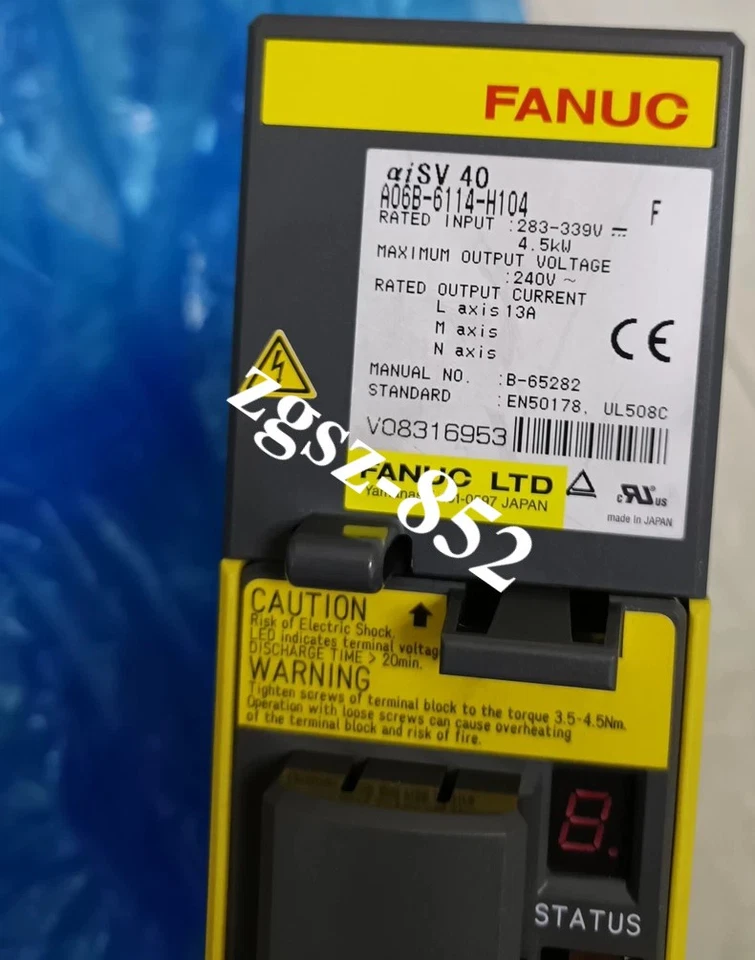 FANUC
αiSV 40
A06B-6114-H104 F
RATED INPUT :283-339V ⎓
4.5kW
MAXIMUM OUTPUT VOLTAGE
:240V ~
RATED OUTPUT CURRENT
L axis 13A
M axis
N axis
CE
MANUAL NO. :B-65282
STANDARD :EN50178, UL508C
V08316953
FANUC LTD
JAPAN
c us
made in JAPAN
zgsz-852
CAUTION
Risk of Electric Shock.
LED indicates terminal voltag
DISCHARGE TIME > 20min.
WARNING
Tighten screws of terminal block to the torque 3.5-4.5Nm.
Operation with loose screws can cause overheating
of the terminal block and risk of fire.
8.
STATUS